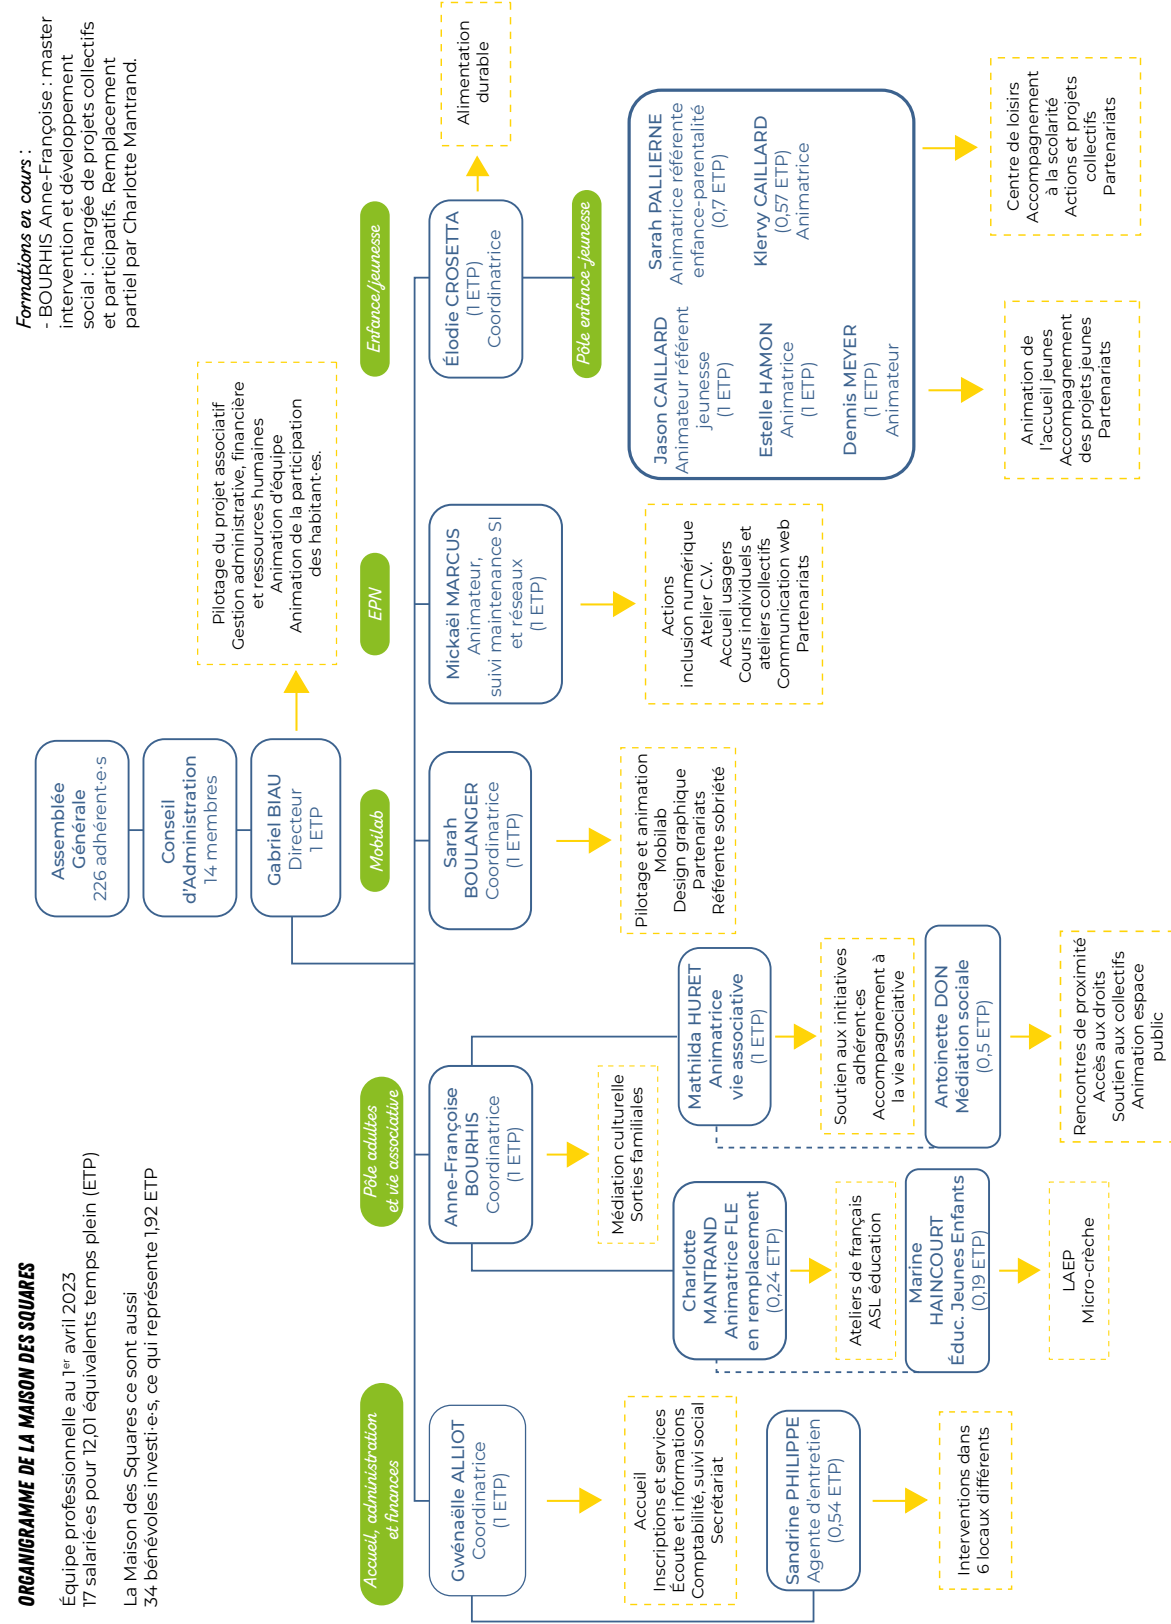 ORGANIGRAMME DE LA MAISON DES SQUARES
Équipe professionnelle au 1er avril 2023
17 salarié·es pour 12,01 équivalents temps plein (ETP)
La Maison des Squares ce sont aussi
34 bénévoles investi·e·s, ce qui représente 1,92 ETP
Formations en cours :
- BOURHIS Anne-Françoise : master
intervention et développement
social : chargée de projets collectifs
et participatifs. Remplacement
partiel par Charlotte Mantrand.
Assemblée
Générale
226 adhérent·e·s
Conseil
d'Administration
14 membres
Gabriel BIAU
Directeur
1 ETP
Pilotage du projet associatif
Gestion administrative, financière
et ressources humaines
Animation d'équipe
Animation de la participation
des habitant·es.
Accueil, administration
et finances
Gwénaëlle ALLIOT
Coordinatrice
(1 ETP)
Accueil
Inscriptions et services
Écoute et informations
Comptabilité, suivi social
Secrétariat
Sandrine PHILIPPE
Agente d'entretien
(0,54 ETP)
Interventions dans
6 locaux différents
Pôle adultes
et vie associative
Anne-Françoise
BOURHIS
Coordinatrice
(1 ETP)
Médiation culturelle
Sorties familiales
Charlotte
MANTRAND
Animatrice FLE
en remplacement
(0,24 ETP)
Ateliers de français
ASL éducation
Marine
HAINCOURT
Éduc. Jeunes Enfants
(0,19 ETP)
LAEP
Micro-crèche
Mathilda HURET
Animatrice
vie associative
(1 ETP)
Soutien aux initiatives
adhérent·es
Accompagnement à
la vie associative
Antoinette DON
Médiation sociale
(0,5 ETP)
Rencontres de proximité
Accès aux droits
Soutien aux collectifs
Animation espace
public
Mobilab
Sarah
BOULANGER
Coordinatrice
(1 ETP)
Pilotage et animation
Mobilab
Design graphique
Partenariats
Référente sobriété
EPN
Mickaël MARCUS
Animateur,
suivi maintenance SI
et réseaux
(1 ETP)
Actions
inclusion numérique
Atelier C.V.
Accueil usagers
Cours individuels et
ateliers collectifs
Communication web
Partenariats
Enfance/jeunesse
Élodie CROSETTA
(1 ETP)
Coordinatrice
Alimentation
durable
Pôle enfance-jeunesse
Jason CAILLARD
Animateur référent
jeunesse
(1 ETP)
Sarah PALLIERNE
Animatrice référente
enfance-parentalité
(0,7 ETP)
Estelle HAMON
Animatrice
(1 ETP)
Klervy CAILLARD
(0,57 ETP)
Animatrice
Dennis MEYER
(1 ETP)
Animateur
Animation de
l'accueil jeunes
Accompagnement
des projets jeunes
Partenariats
Centre de loisirs
Accompagnement
à la scolarité
Actions et projets
collectifs
Partenariats